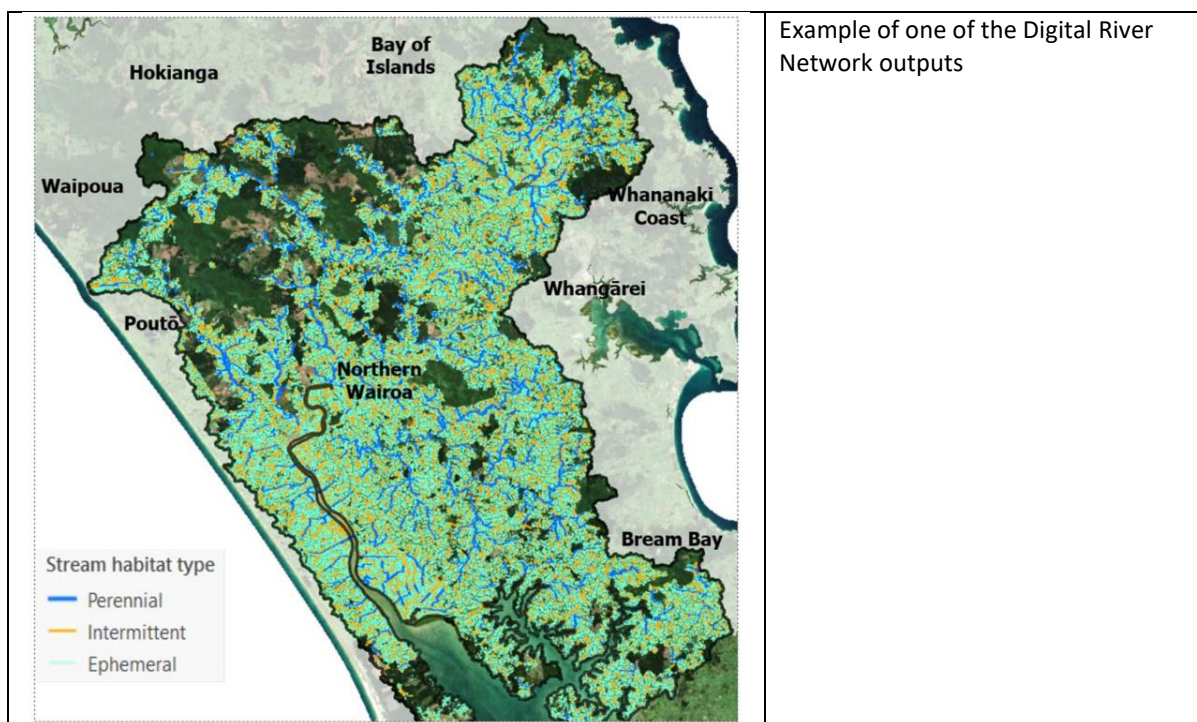 Example of one of the Digital River
Network outputs
Bay of
Islands
Hokianga
Waipoua
Whananaki
Coast
Whangārei
Poutō
Northern
Wairoa
Bream Bay
Stream habitat type
Perennial
Intermittent
Ephemeral